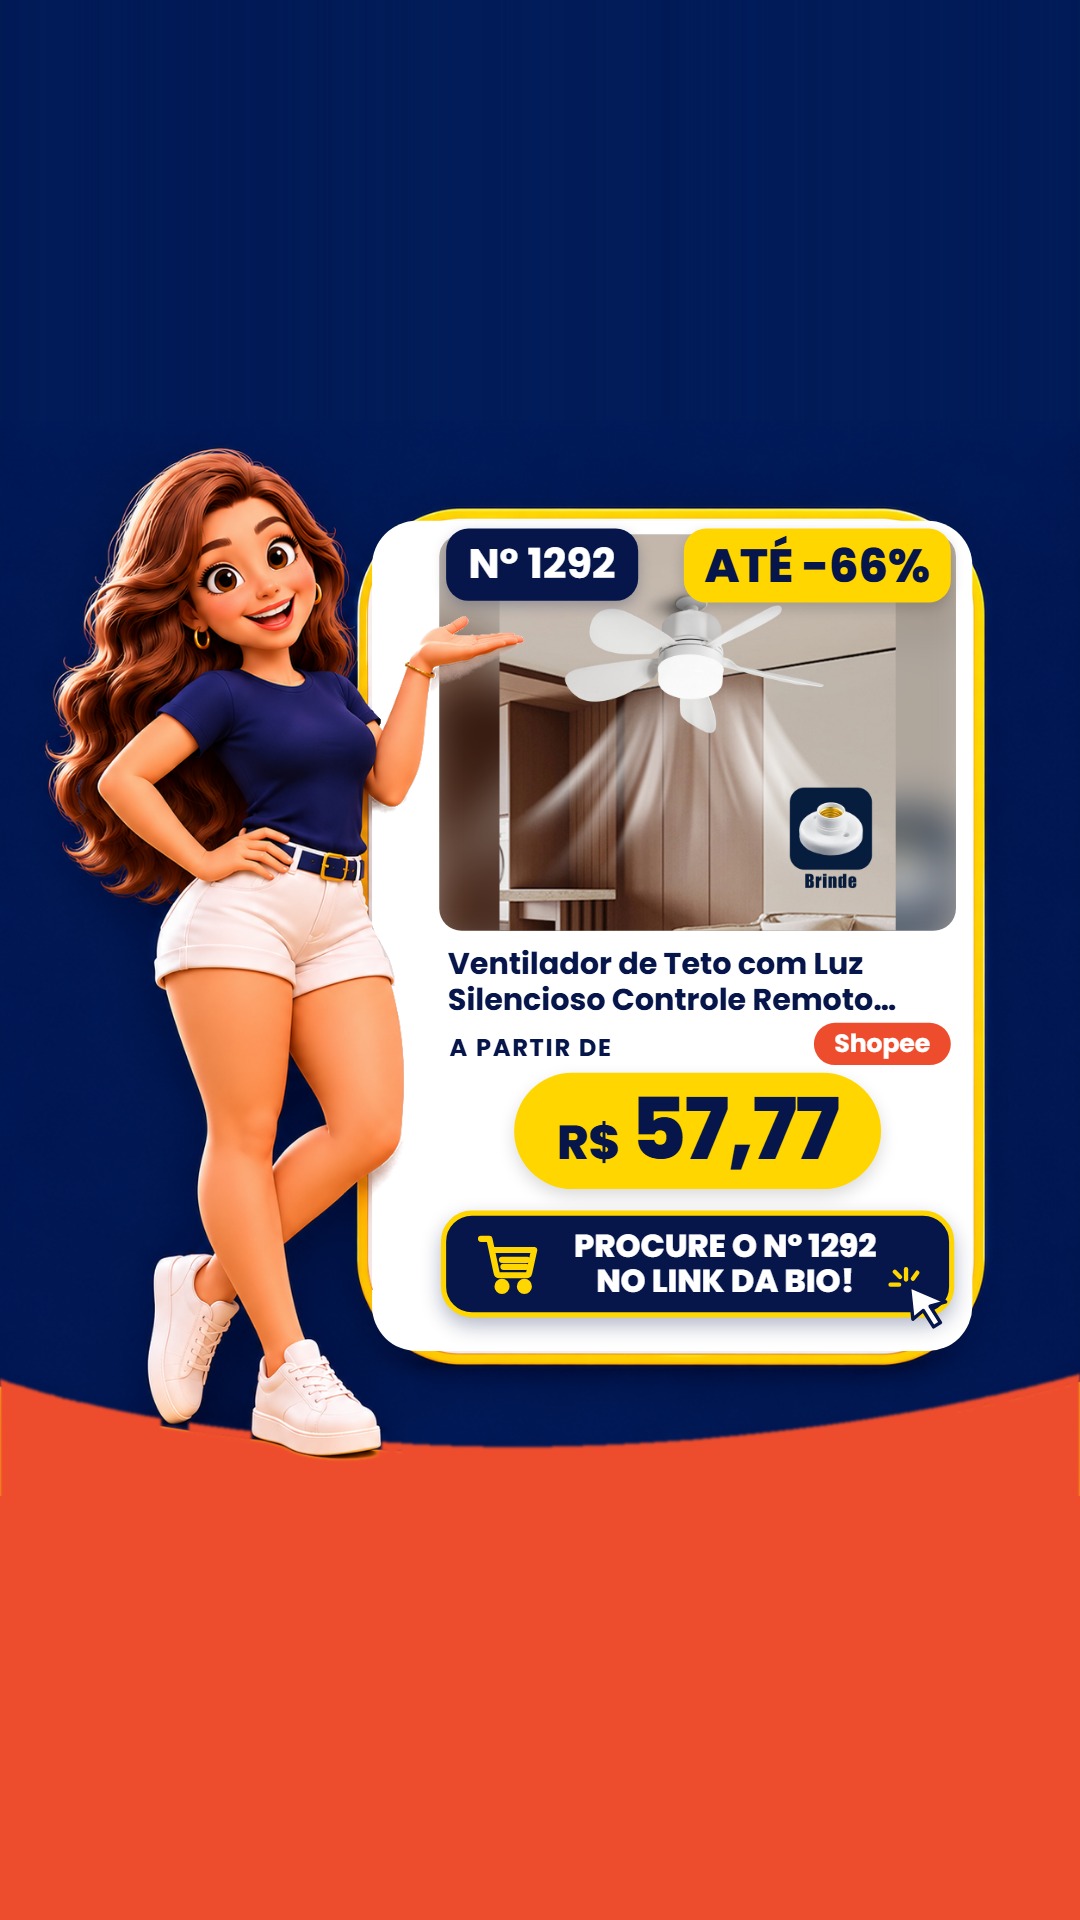 Nº 1292
ATÉ -66%
Brinde
Ventilador de Teto com Luz
Silencioso Controle Remoto...
A PARTIR DE
Shopee
R$ 57,77
PROCURE O Nº 1292
NO LINK DA BIO!